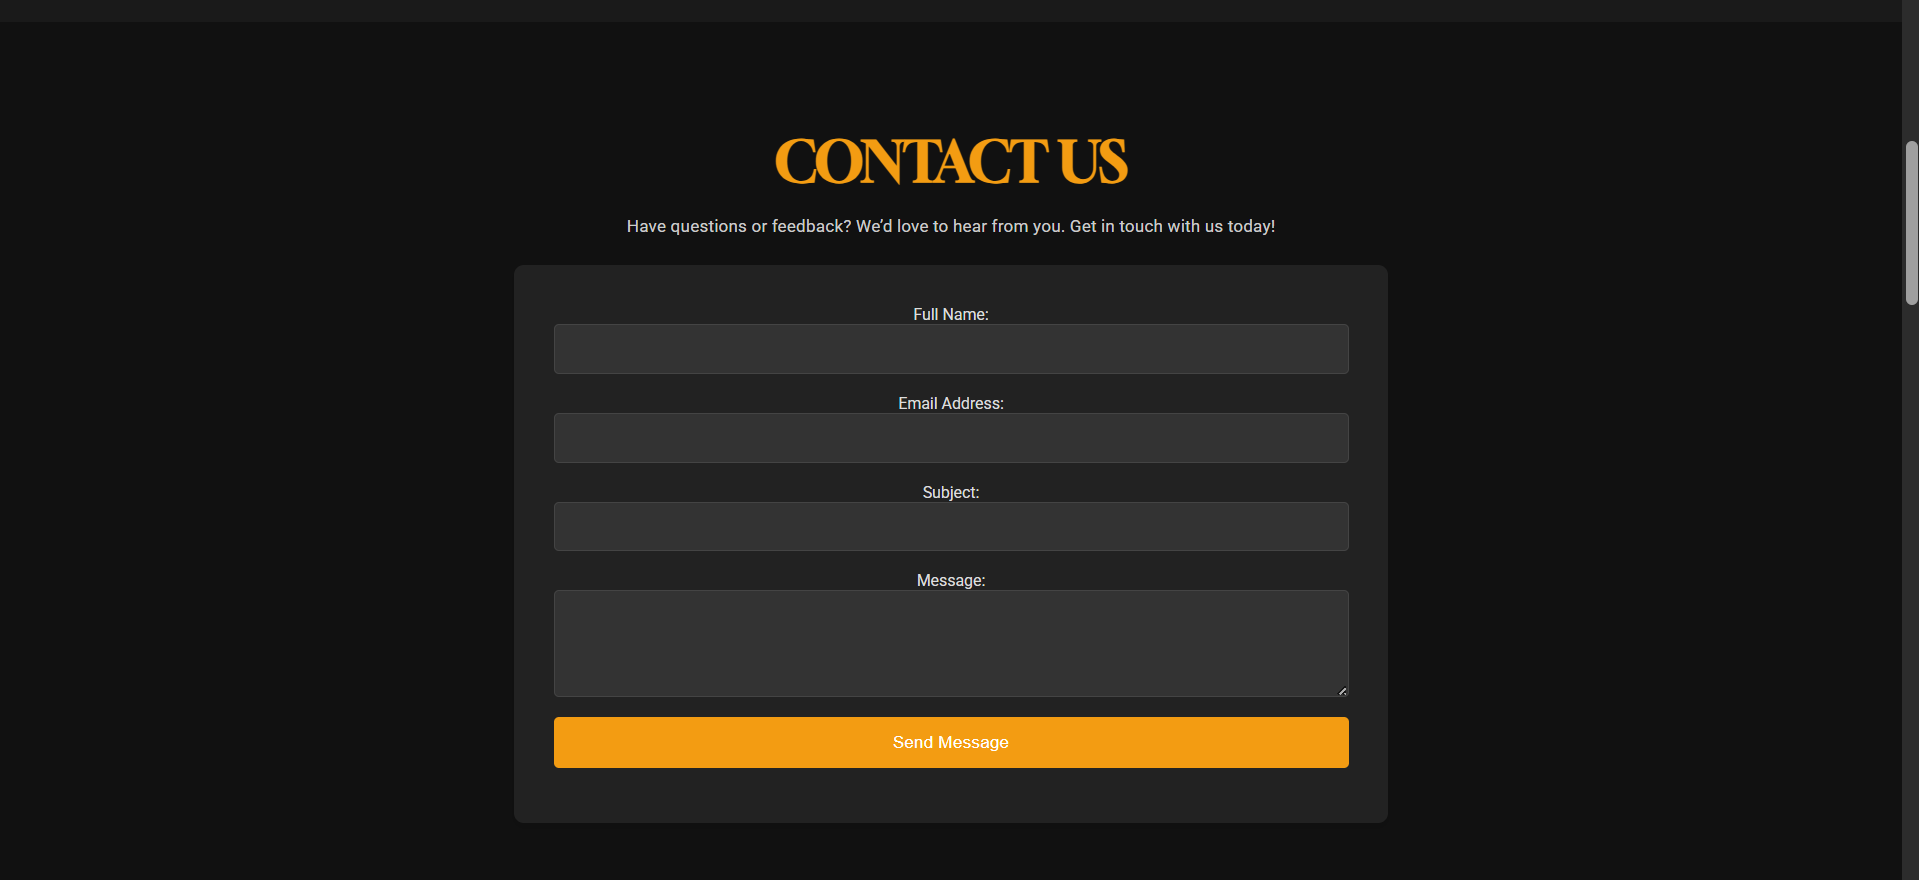 CONTACT US
Have questions or feedback? We’d love to hear from you. Get in touch with us today!
Full Name:
Email Address:
Subject:
Message:
Send Message